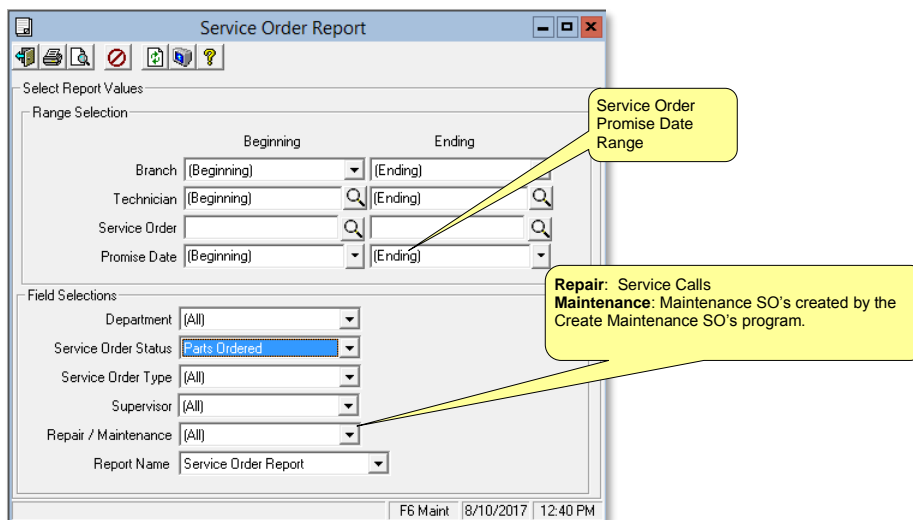 Service Order Report
Select Report Values
Range Selection
Beginning Ending
Branch (Beginning) (Ending)
Technician (Beginning) (Ending)
Service Order
Promise Date (Beginning) (Ending)
Service Order
Promise Date
Range
Field Selections
Department (All)
Service Order Status Parts Ordered
Service Order Type (All)
Supervisor (All)
Repair / Maintenance (All)
Report Name Service Order Report
Repair: Service Calls
Maintenance: Maintenance SO's created by the
Create Maintenance SO's program.
F6 Maint 8/10/2017 12:40 PM